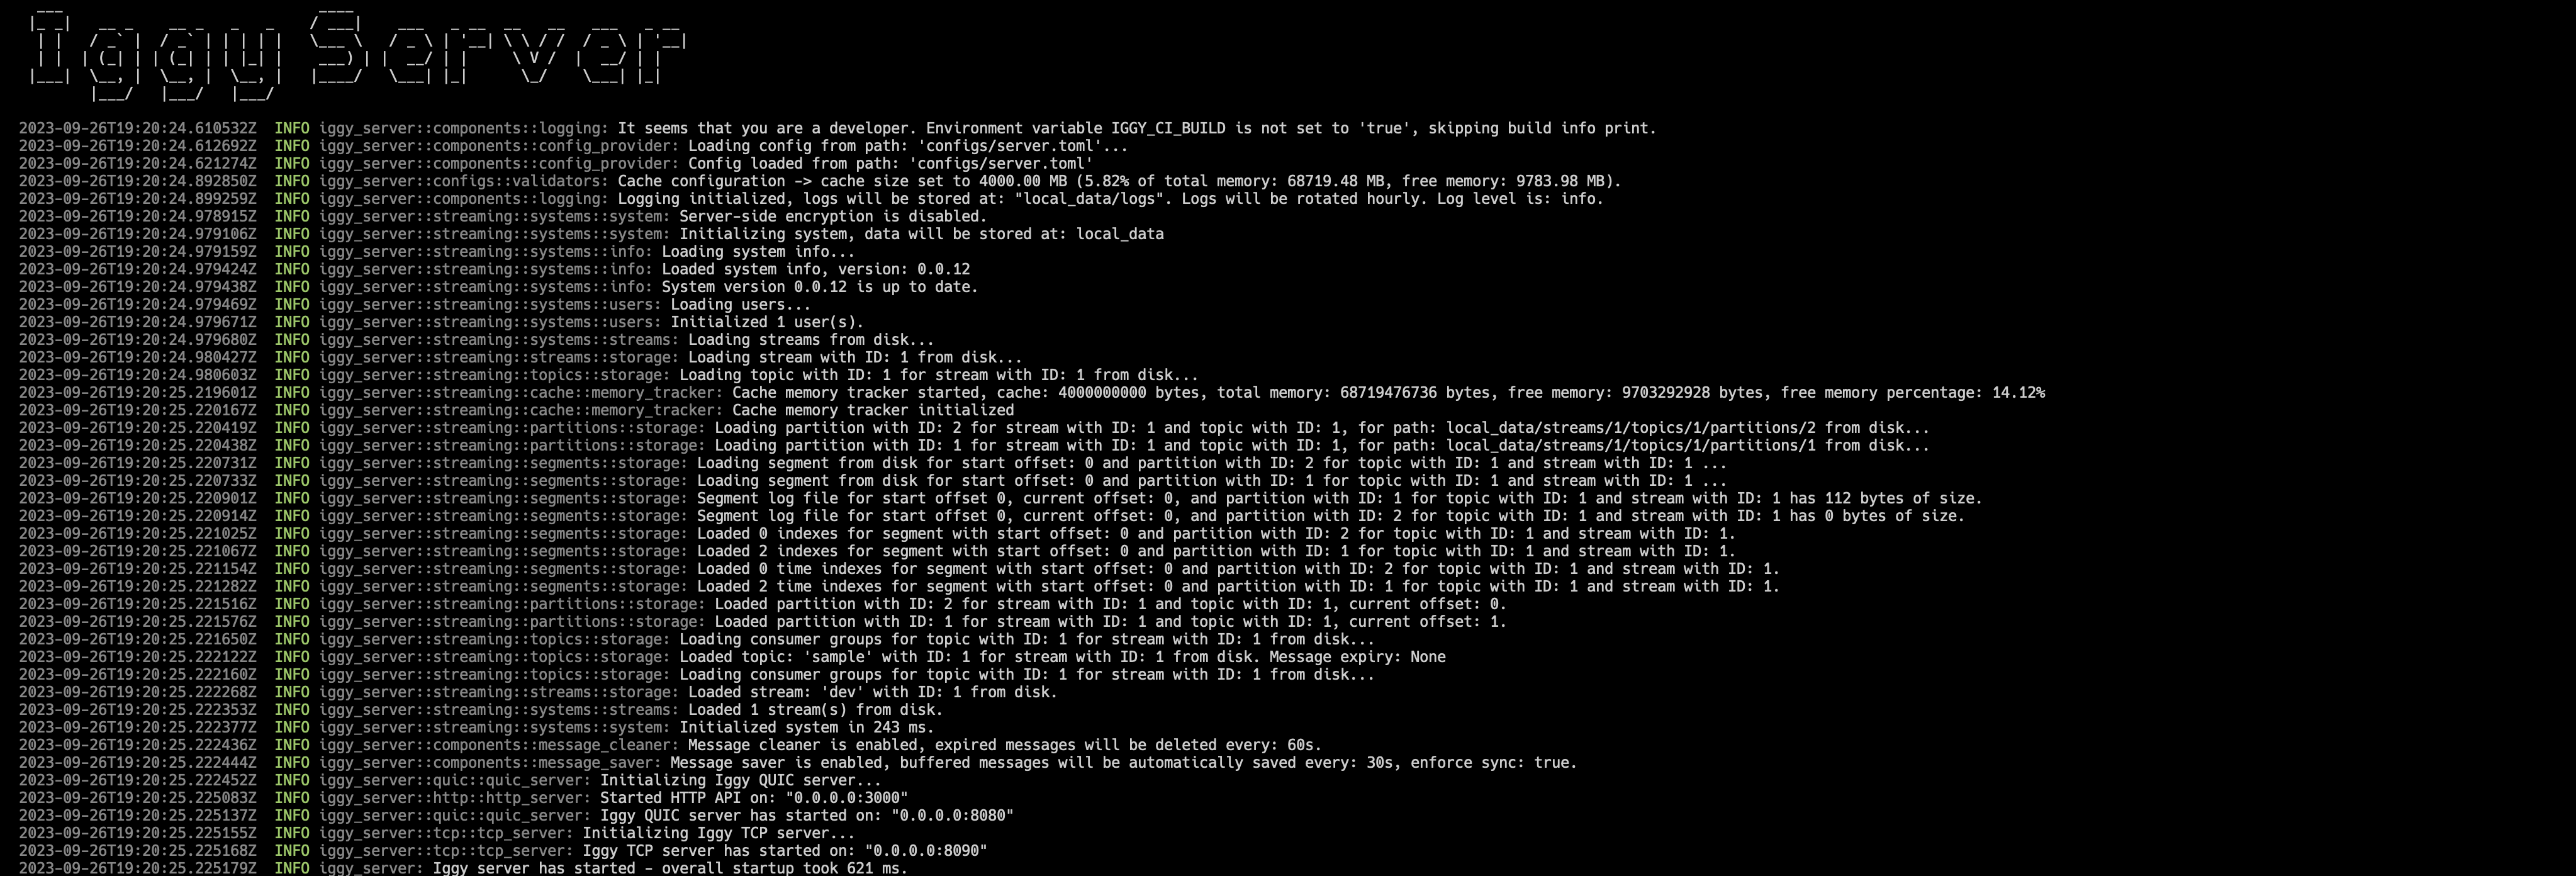 Iggy Server
2023-09-26T19:20:24.610532Z  INFO iggy_server::components::logging: It seems that you are a developer. Environment variable IGGY_CI_BUILD is not set to 'true', skipping build info print.
2023-09-26T19:20:24.612692Z  INFO iggy_server::components::config_provider: Loading config from path: 'configs/server.toml'...
2023-09-26T19:20:24.621274Z  INFO iggy_server::components::config_provider: Config loaded from path: 'configs/server.toml'
2023-09-26T19:20:24.892850Z  INFO iggy_server::configs::validators: Cache configuration -> cache size set to 4000.00 MB (5.82% of total memory: 68719.48 MB, free memory: 9783.98 MB).
2023-09-26T19:20:24.899259Z  INFO iggy_server::components::logging: Logging initialized, logs will be stored at: "local_data/logs". Logs will be rotated hourly. Log level is: info.
2023-09-26T19:20:24.978915Z  INFO iggy_server::streaming::systems::system: Server-side encryption is disabled.
2023-09-26T19:20:24.979106Z  INFO iggy_server::streaming::systems::system: Initializing system, data will be stored at: local_data
2023-09-26T19:20:24.979159Z  INFO iggy_server::streaming::systems::info: Loading system info...
2023-09-26T19:20:24.979424Z  INFO iggy_server::streaming::systems::info: Loaded system info, version: 0.0.12
2023-09-26T19:20:24.979438Z  INFO iggy_server::streaming::systems::info: System version 0.0.12 is up to date.
2023-09-26T19:20:24.979469Z  INFO iggy_server::streaming::systems::users: Loading users...
2023-09-26T19:20:24.979671Z  INFO iggy_server::streaming::systems::users: Initialized 1 user(s).
2023-09-26T19:20:24.979680Z  INFO iggy_server::streaming::systems::streams: Loading streams from disk...
2023-09-26T19:20:24.980427Z  INFO iggy_server::streaming::streams::storage: Loading stream with ID: 1 from disk...
2023-09-26T19:20:24.980603Z  INFO iggy_server::streaming::topics::storage: Loading topic with ID: 1 for stream with ID: 1 from disk...
2023-09-26T19:20:25.219601Z  INFO iggy_server::streaming::cache::memory_tracker: Cache memory tracker started, cache: 4000000000 bytes, total memory: 68719476736 bytes, free memory: 9703292928 bytes, free memory percentage: 14.12%
2023-09-26T19:20:25.220167Z  INFO iggy_server::streaming::cache::memory_tracker: Cache memory tracker initialized
2023-09-26T19:20:25.220419Z  INFO iggy_server::streaming::partitions::storage: Loading partition with ID: 2 for stream with ID: 1 and topic with ID: 1, for path: local_data/streams/1/topics/1/partitions/2 from disk...
2023-09-26T19:20:25.220438Z  INFO iggy_server::streaming::partitions::storage: Loading partition with ID: 1 for stream with ID: 1 and topic with ID: 1, for path: local_data/streams/1/topics/1/partitions/1 from disk...
2023-09-26T19:20:25.220731Z  INFO iggy_server::streaming::segments::storage: Loading segment from disk for start offset: 0 and partition with ID: 2 for topic with ID: 1 and stream with ID: 1 ...
2023-09-26T19:20:25.220733Z  INFO iggy_server::streaming::segments::storage: Loading segment from disk for start offset: 0 and partition with ID: 1 for topic with ID: 1 and stream with ID: 1 ...
2023-09-26T19:20:25.220901Z  INFO iggy_server::streaming::segments::storage: Segment log file for start offset 0, current offset: 0, and partition with ID: 1 for topic with ID: 1 and stream with ID: 1 has 112 bytes of size.
2023-09-26T19:20:25.220914Z  INFO iggy_server::streaming::segments::storage: Segment log file for start offset 0, current offset: 0, and partition with ID: 2 for topic with ID: 1 and stream with ID: 1 has 0 bytes of size.
2023-09-26T19:20:25.221025Z  INFO iggy_server::streaming::segments::storage: Loaded 0 indexes for segment with start offset: 0 and partition with ID: 2 for topic with ID: 1 and stream with ID: 1.
2023-09-26T19:20:25.221067Z  INFO iggy_server::streaming::segments::storage: Loaded 2 indexes for segment with start offset: 0 and partition with ID: 1 for topic with ID: 1 and stream with ID: 1.
2023-09-26T19:20:25.221154Z  INFO iggy_server::streaming::segments::storage: Loaded 0 time indexes for segment with start offset: 0 and partition with ID: 2 for topic with ID: 1 and stream with ID: 1.
2023-09-26T19:20:25.221282Z  INFO iggy_server::streaming::segments::storage: Loaded 2 time indexes for segment with start offset: 0 and partition with ID: 1 for topic with ID: 1 and stream with ID: 1.
2023-09-26T19:20:25.221516Z  INFO iggy_server::streaming::partitions::storage: Loaded partition with ID: 2 for stream with ID: 1 and topic with ID: 1, current offset: 0.
2023-09-26T19:20:25.221576Z  INFO iggy_server::streaming::partitions::storage: Loaded partition with ID: 1 for stream with ID: 1 and topic with ID: 1, current offset: 1.
2023-09-26T19:20:25.221650Z  INFO iggy_server::streaming::topics::storage: Loading consumer groups for topic with ID: 1 for stream with ID: 1 from disk...
2023-09-26T19:20:25.222122Z  INFO iggy_server::streaming::topics::storage: Loaded topic: 'sample' with ID: 1 for stream with ID: 1 from disk. Message expiry: None
2023-09-26T19:20:25.222160Z  INFO iggy_server::streaming::topics::storage: Loading consumer groups for topic with ID: 1 for stream with ID: 1 from disk...
2023-09-26T19:20:25.222268Z  INFO iggy_server::streaming::streams::storage: Loaded stream: 'dev' with ID: 1 from disk.
2023-09-26T19:20:25.222353Z  INFO iggy_server::streaming::systems::streams: Loaded 1 stream(s) from disk.
2023-09-26T19:20:25.222377Z  INFO iggy_server::streaming::systems::system: Initialized system in 243 ms.
2023-09-26T19:20:25.222436Z  INFO iggy_server::components::message_cleaner: Message cleaner is enabled, expired messages will be deleted every: 60s.
2023-09-26T19:20:25.222444Z  INFO iggy_server::components::message_saver: Message saver is enabled, buffered messages will be automatically saved every: 30s, enforce sync: true.
2023-09-26T19:20:25.222452Z  INFO iggy_server::quic::quic_server: Initializing Iggy QUIC server...
2023-09-26T19:20:25.225083Z  INFO iggy_server::http::http_server: Started HTTP API on: "0.0.0.0:3000"
2023-09-26T19:20:25.225137Z  INFO iggy_server::quic::quic_server: Iggy QUIC server has started on: "0.0.0.0:8080"
2023-09-26T19:20:25.225155Z  INFO iggy_server::tcp::tcp_server: Initializing Iggy TCP server...
2023-09-26T19:20:25.225168Z  INFO iggy_server::tcp::tcp_server: Iggy TCP server has started on: "0.0.0.0:8090"
2023-09-26T19:20:25.225179Z  INFO iggy_server: Iggy server has started - overall startup took 621 ms.